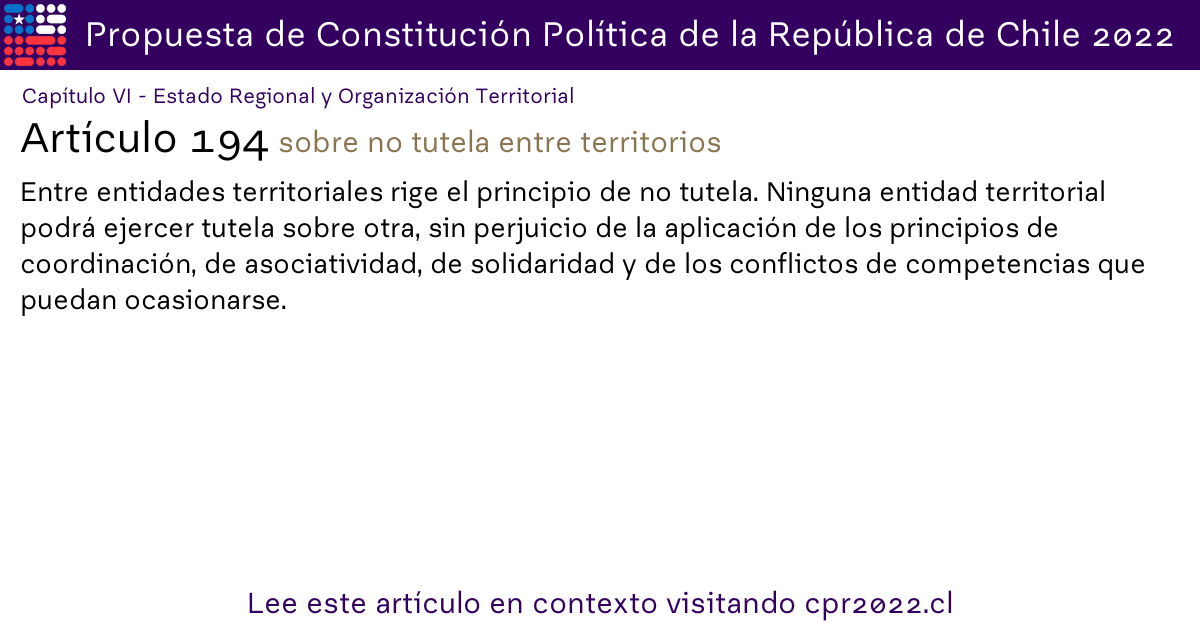 Propuesta de Constitución Política de la República de Chile 2022
Capítulo VI - Estado Regional y Organización Territorial
Artículo 194 sobre no tutela entre territorios
Entre entidades territoriales rige el principio de no tutela. Ninguna entidad territorial
podrá ejercer tutela sobre otra, sin perjuicio de la aplicación de los principios de
coordinación, de asociatividad, de solidaridad y de los conflictos de competencias que
puedan ocasionarse.
Lee este artículo en contexto visitando cpr2022.cl